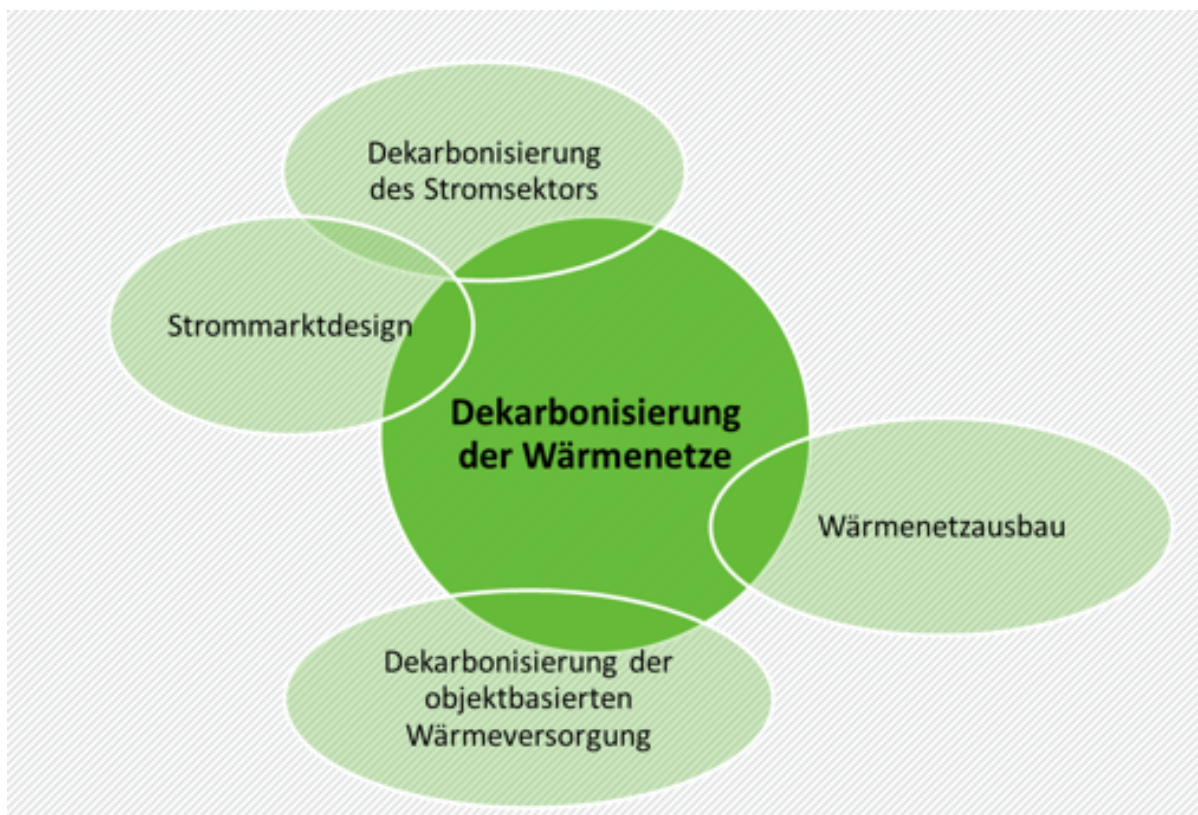 Dekarbonisierung
des Stromsektors
Strommarktdesign
Dekarbonisierung
der Wärmenetze
Wärmenetzausbau
Dekarbonisierung der
objektbasierten
Wärmeversorgung